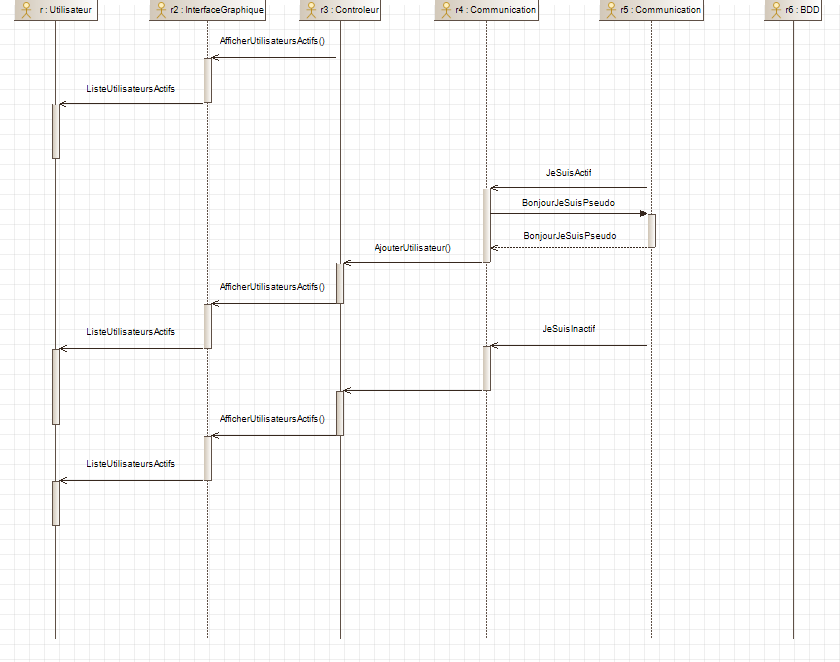 r : Utilisateur
r2 : InterfaceGraphique
r3 : Controleur
r4 : Communication
r5 : Communication
r6 : BDD
AfficherUtilisateursActifs()
ListeUtilisateursActifs
JeSuisActif
BonjourJeSuisPseudo
BonjourJeSuisPseudo
AjouterUtilisateur()
AfficherUtilisateursActifs()
JeSuisInactif
ListeUtilisateursActifs
AfficherUtilisateursActifs()
ListeUtilisateursActifs